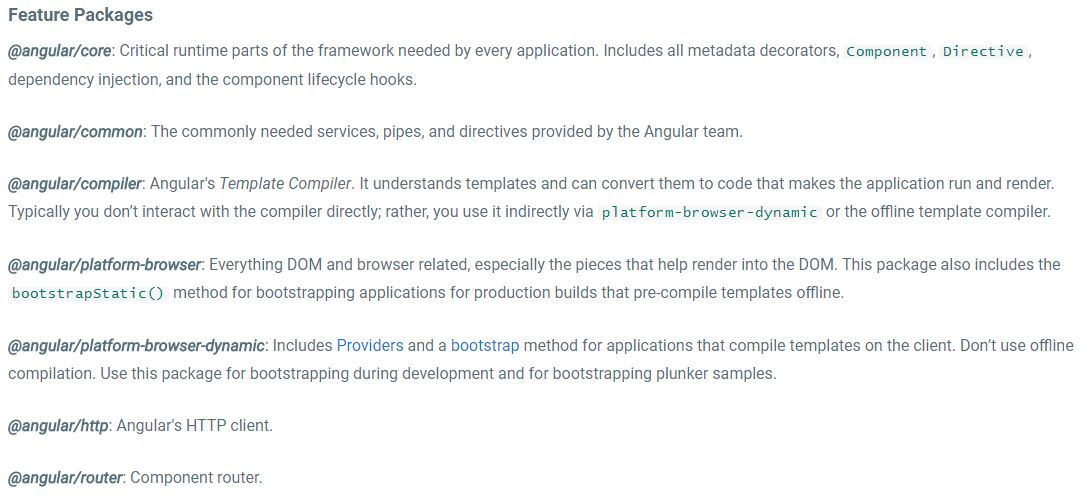 Feature Packages
@angular/core: Critical runtime parts of the framework needed by every application. Includes all metadata decorators, Component, Directive,
dependency injection, and the component lifecycle hooks.
@angular/common: The commonly needed services, pipes, and directives provided by the Angular team.
@angular/compiler: Angular's Template Compiler. It understands templates and can convert them to code that makes the application run and render.
Typically you don’t interact with the compiler directly; rather, you use it indirectly via platform-browser-dynamic or the offline template compiler.
@angular/platform-browser: Everything DOM and browser related, especially the pieces that help render into the DOM. This package also includes the
bootstrapStatic() method for bootstrapping applications for production builds that pre-compile templates offline.
@angular/platform-browser-dynamic: Includes Providers and a bootstrap method for applications that compile templates on the client. Don’t use offline
compilation. Use this package for bootstrapping during development and for bootstrapping plunker samples.
@angular/http: Angular's HTTP client.
@angular/router: Component router.